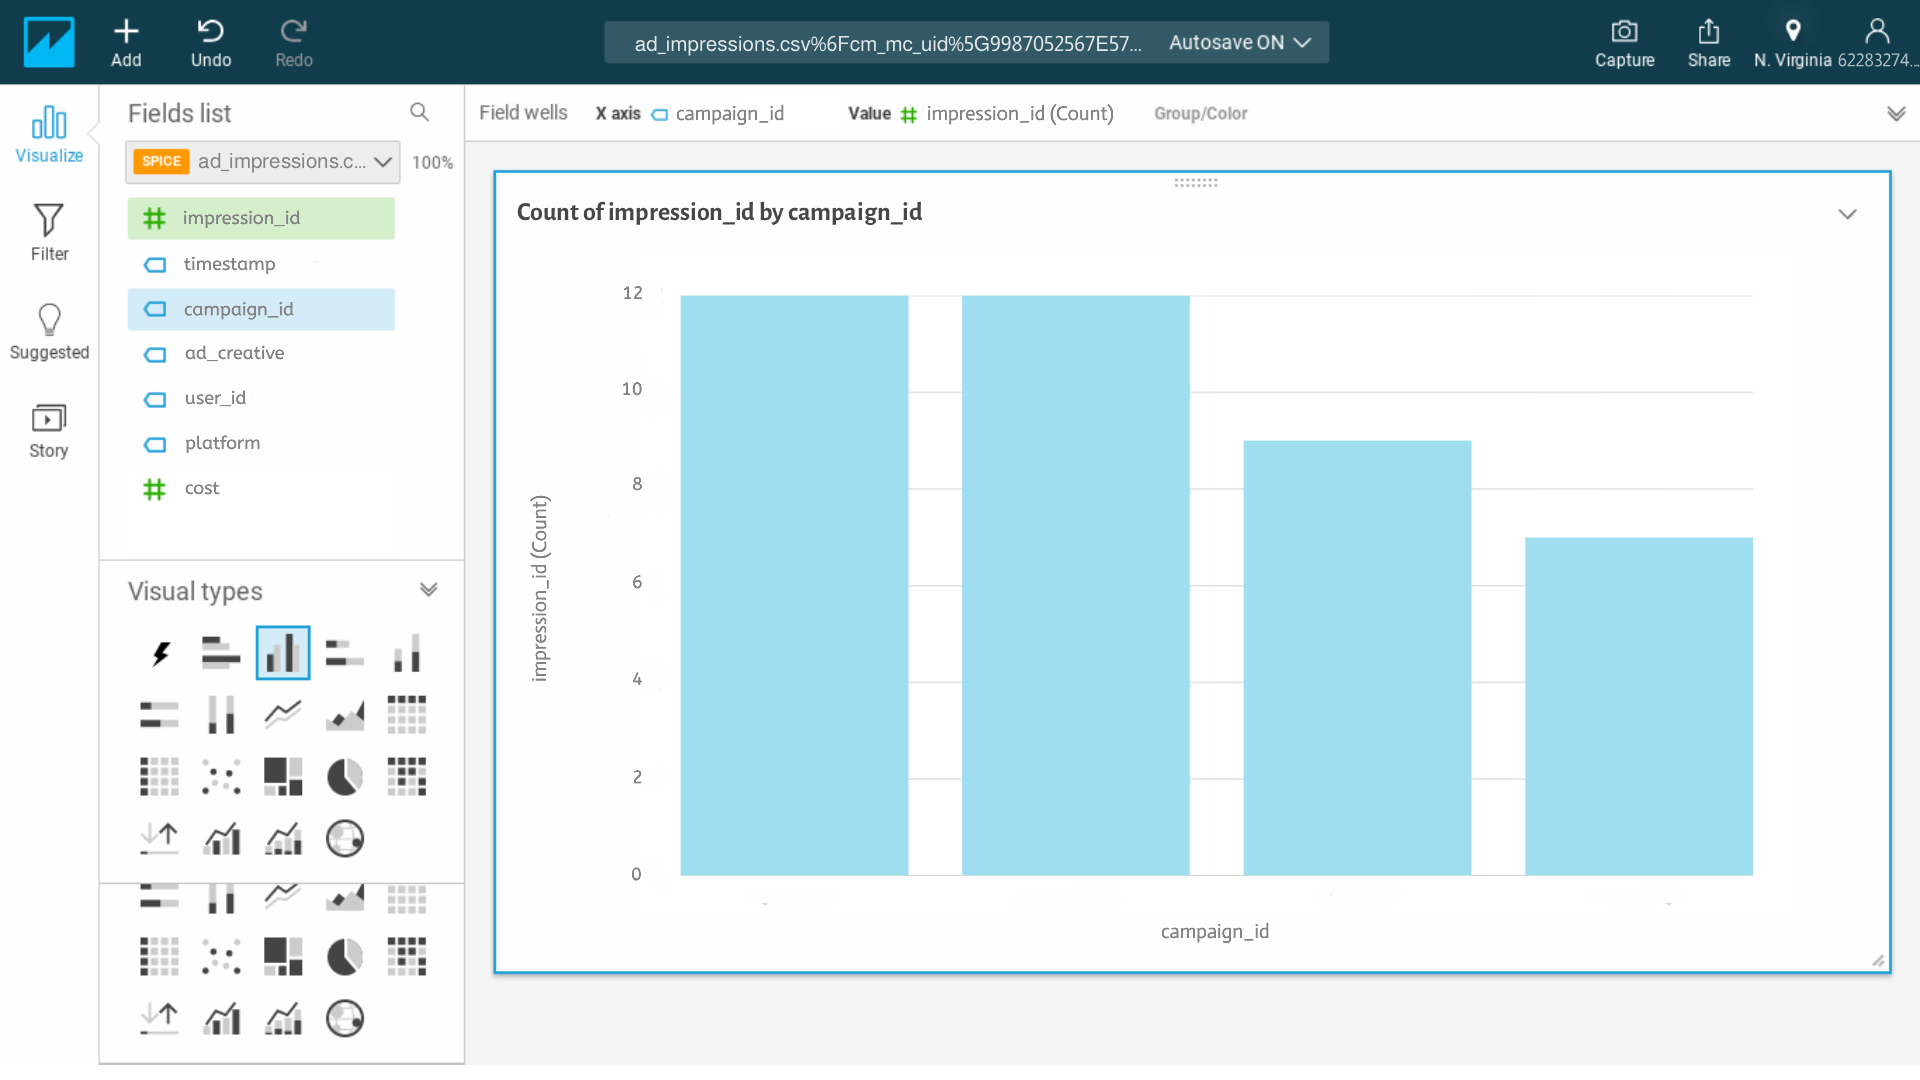 Add
Undo
Redo
ad_impressions.csv%6Fcm_mc_uid%5G9987052567E57...
Autosave ON
Capture
Share
N. Virginia
62283274...
Visualize
Filter
Suggested
Story
Fields list
SPICE
ad_impressions.c...
100%
impression_id
timestamp
campaign_id
ad_creative
user_id
platform
cost
Visual types
Field wells
X axis campaign_id
Value impression_id (Count)
Group/Color
Count of impression_id by campaign_id
12
10
8
6
4
2
0
impression_id (Count)
campaign_id